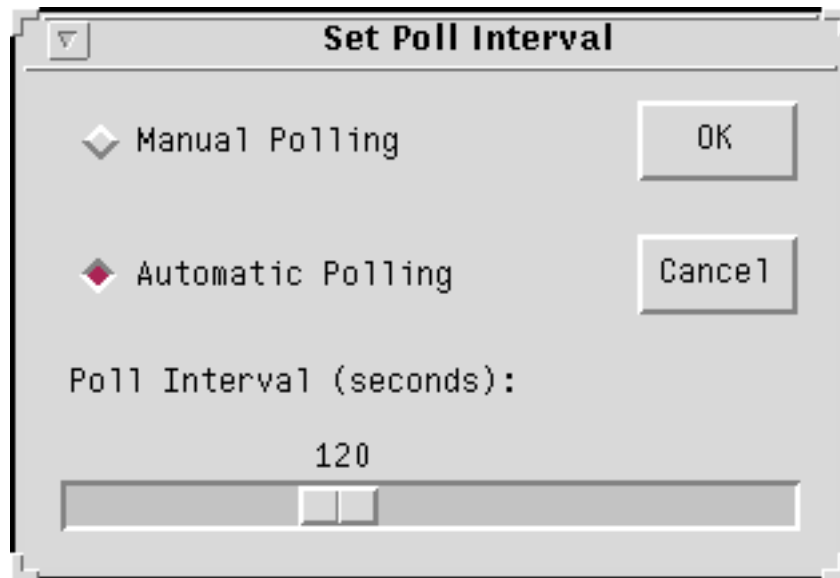 Set Poll Interval
Manual Polling
OK
Automatic Polling
Cancel
Poll Interval (seconds):
120